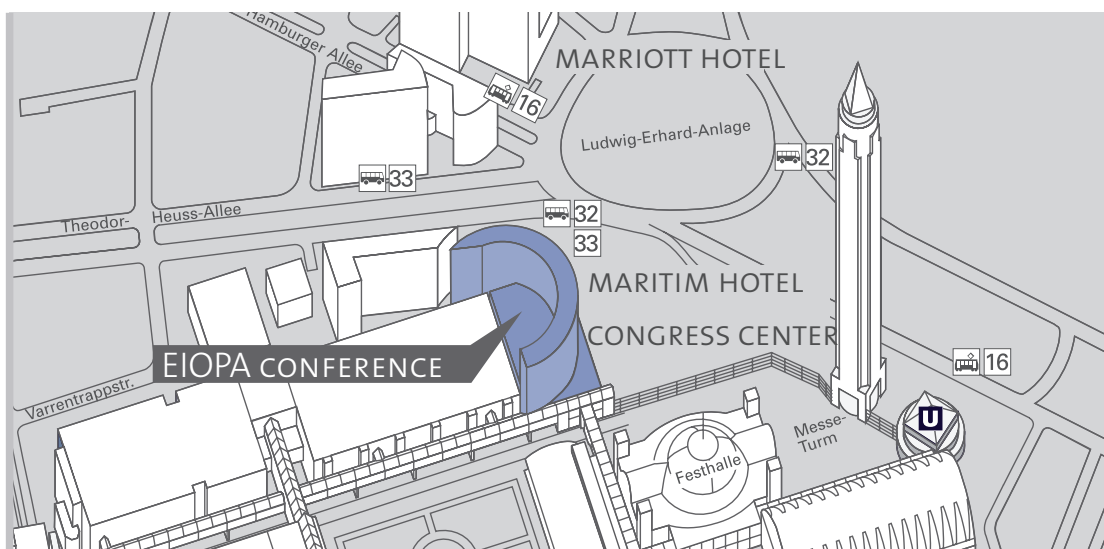 Hamburger Allee
MARRIOTT HOTEL
16
Ludwig-Erhard-Anlage
32
33
Theodor-
Heuss-Allee
32
33
MARITIM HOTEL
CONGRESS CENTER
EIOPA CONFERENCE
16
Varrentrappstr.
U
Messe-
Turm
Festhalle